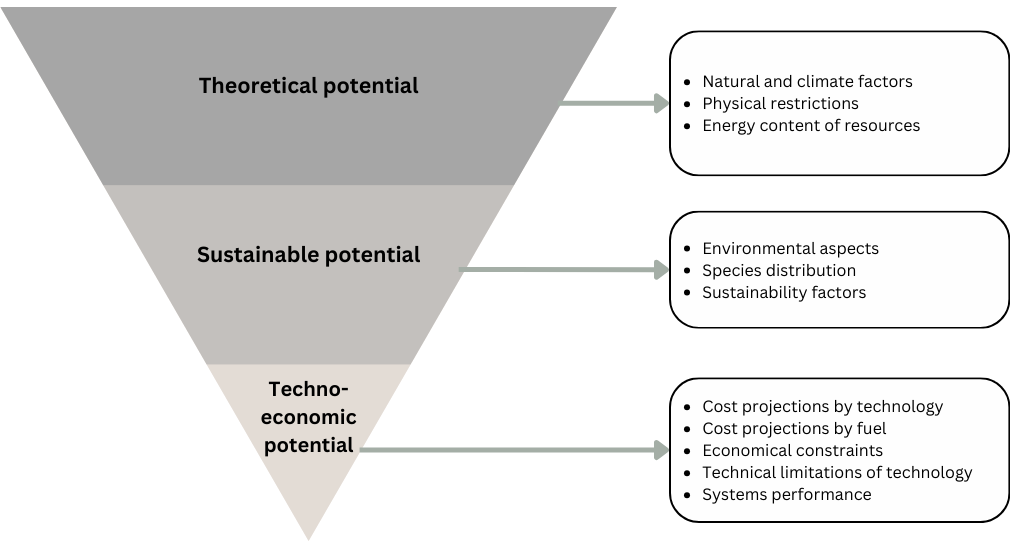 Theoretical potential
• Natural and climate factors
• Physical restrictions
• Energy content of resources
Sustainable potential
• Environmental aspects
• Species distribution
• Sustainability factors
Techno-
economic
potential
• Cost projections by technology
• Cost projections by fuel
• Economical constraints
• Technical limitations of technology
• Systems performance